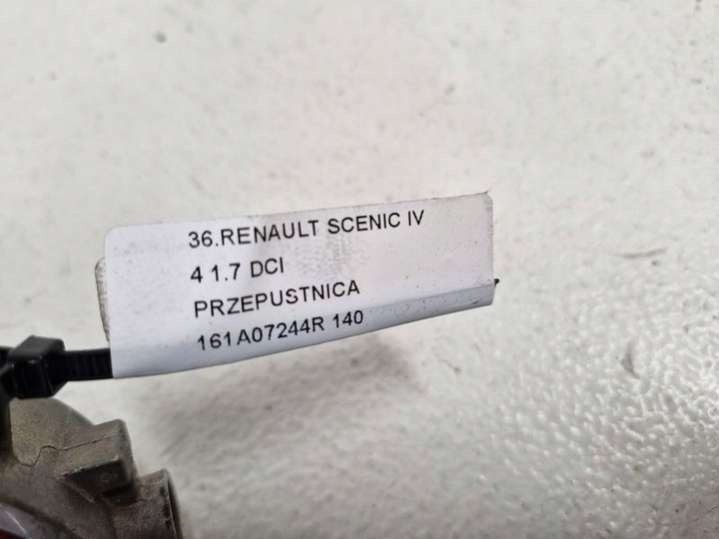 36.RENAULT SCENIC IV
4 1.7 DCI
PRZEPUSTNICA
161A07244R 140